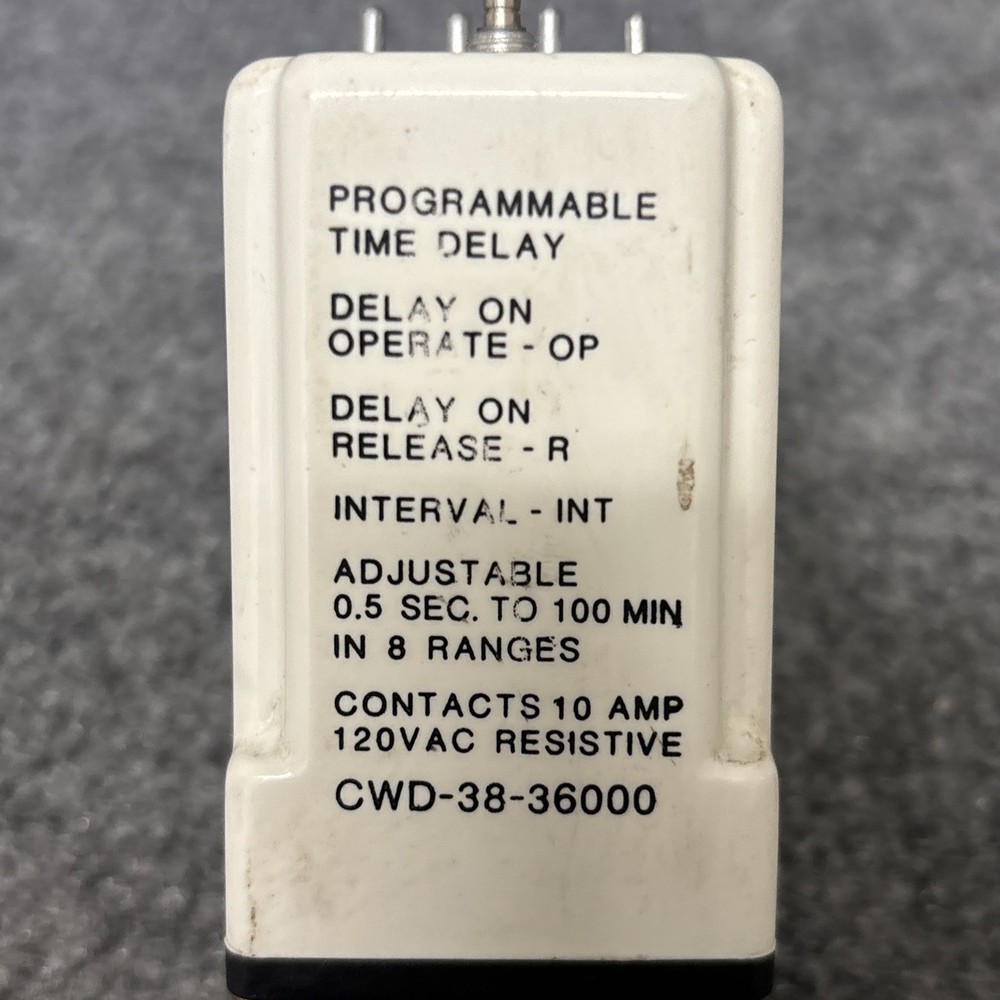 PROGRAMMABLE
TIME DELAY
DELAY ON
OPERATE - OP
DELAY ON
RELEASE - R
INTERVAL - INT
ADJUSTABLE
0.5 SEC. TO 100 MIN
IN 8 RANGES
CONTACTS 10 AMP
120VAC RESISTIVE
CWD-38-36000